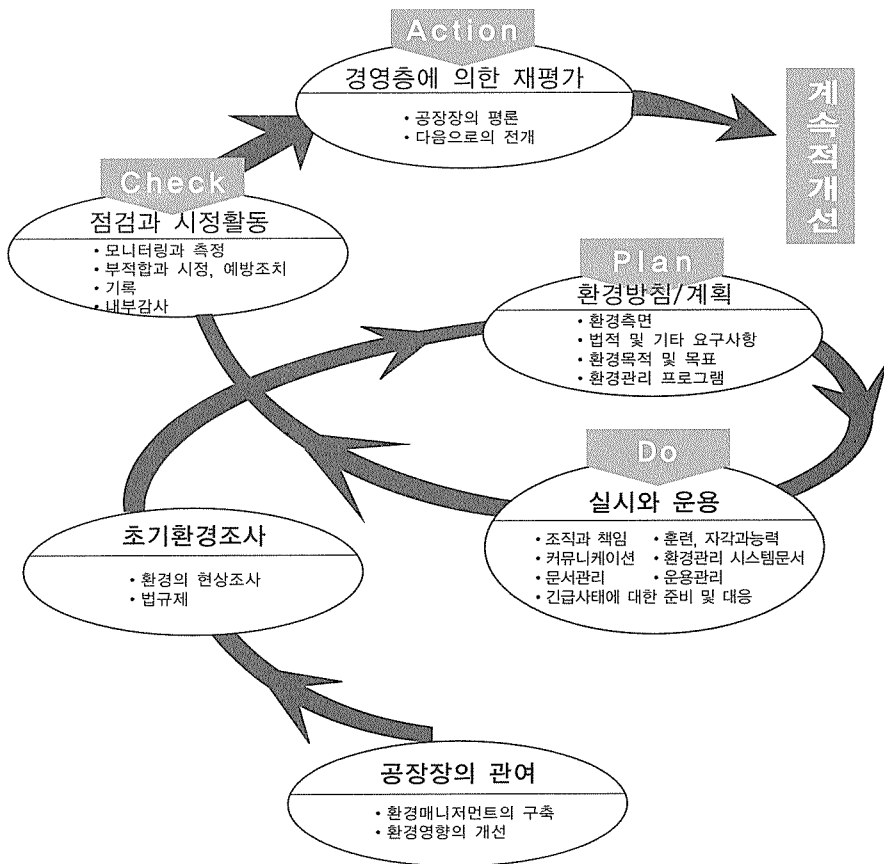 Action
경영층에 의한 재평가
• 공장장의 평론
• 다음으로의 전개
계속적개선
Check
점검과 시정활동
• 모니터링과 측정
• 부적합과 시정, 예방조치
• 기록
• 내부감사
Plan
환경방침/계획
• 환경측면
• 법적 및 기타 요구사항
• 환경목적 및 목표
• 환경관리 프로그램
Do
실시와 운용
• 조직과 책임 • 훈련, 자각과능력
• 커뮤니케이션 • 환경관리 시스템문서
• 문서관리 • 운용관리
• 긴급사태에 대한 준비 및 대응
초기환경조사
• 환경의 현상조사
• 법규제
공장장의 관여
• 환경매니저먼트의 구축
• 환경영향의 개선